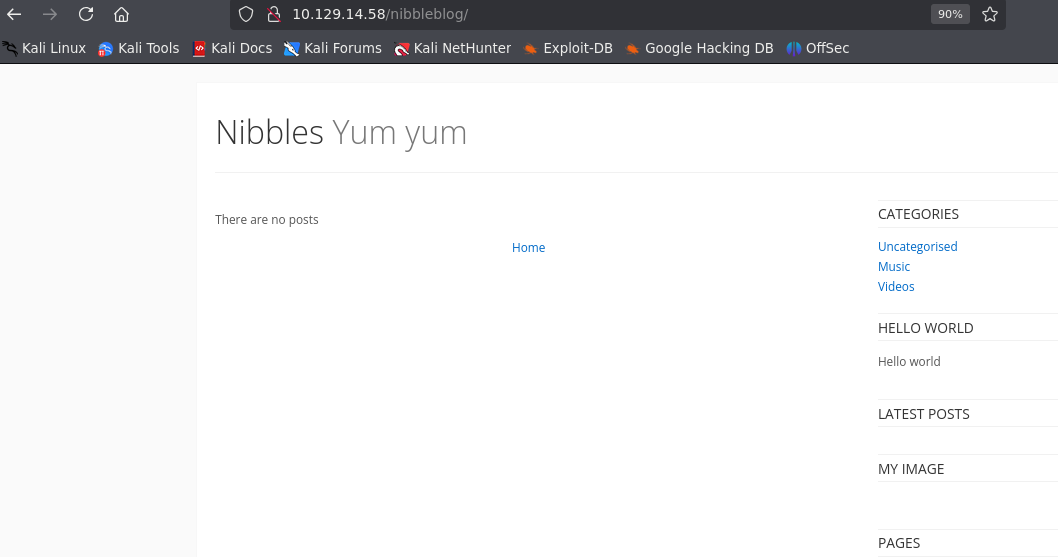 10.129.14.58/nibbleblog/
90%
Kali Linux Kali Tools Kali Docs Kali Forums Kali NetHunter Exploit-DB Google Hacking DB OffSec
Nibbles Yum yum
There are no posts
Home
CATEGORIES
Uncategorised
Music
Videos
HELLO WORLD
Hello world
LATEST POSTS
MY IMAGE
PAGES